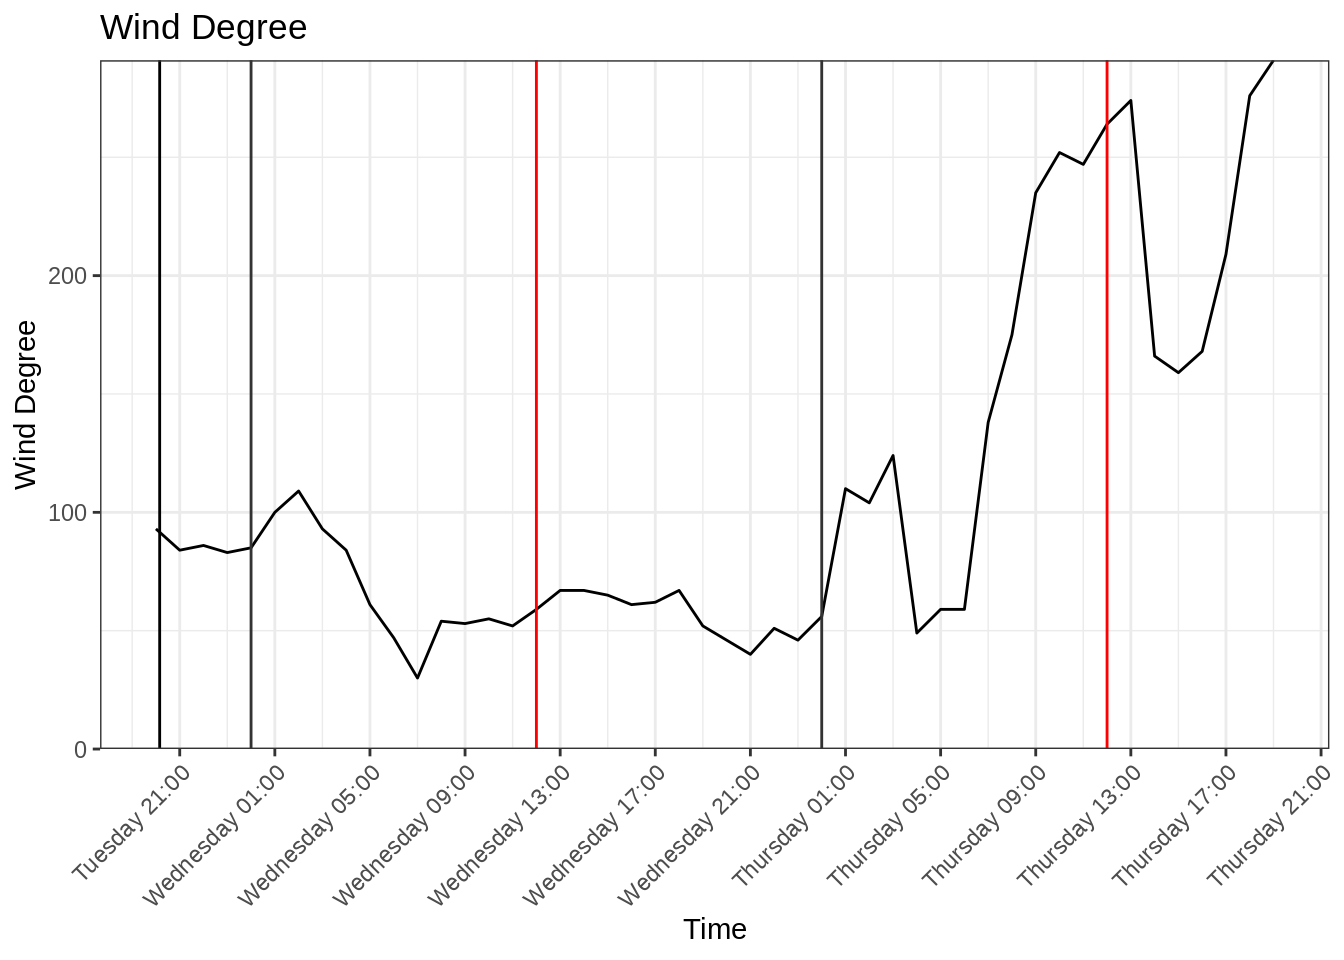 Wind Degree
Wind Degree
200
100
0
Tuesday 21:00
Wednesday 01:00
Wednesday 05:00
Wednesday 09:00
Wednesday 13:00
Wednesday 17:00
Wednesday 21:00
Thursday 01:00
Thursday 05:00
Thursday 09:00
Thursday 13:00
Thursday 17:00
Thursday 21:00
Time